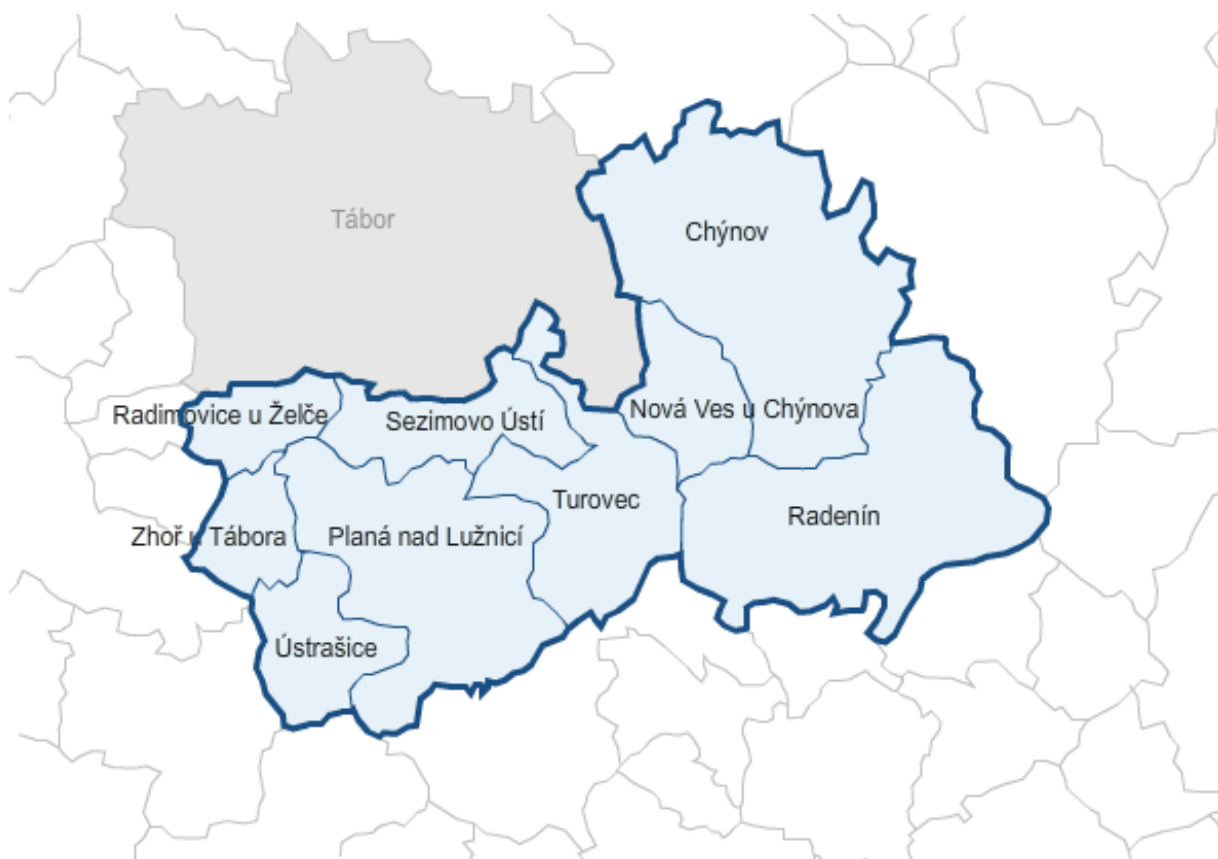 Tábor
Chýnov
Radimovice u Želče
Sezimovo Ústí
Nová Ves u Chýnova
Turovec
Radenín
Zhoř u Tábora
Planá nad Lužnicí
Ústrašice